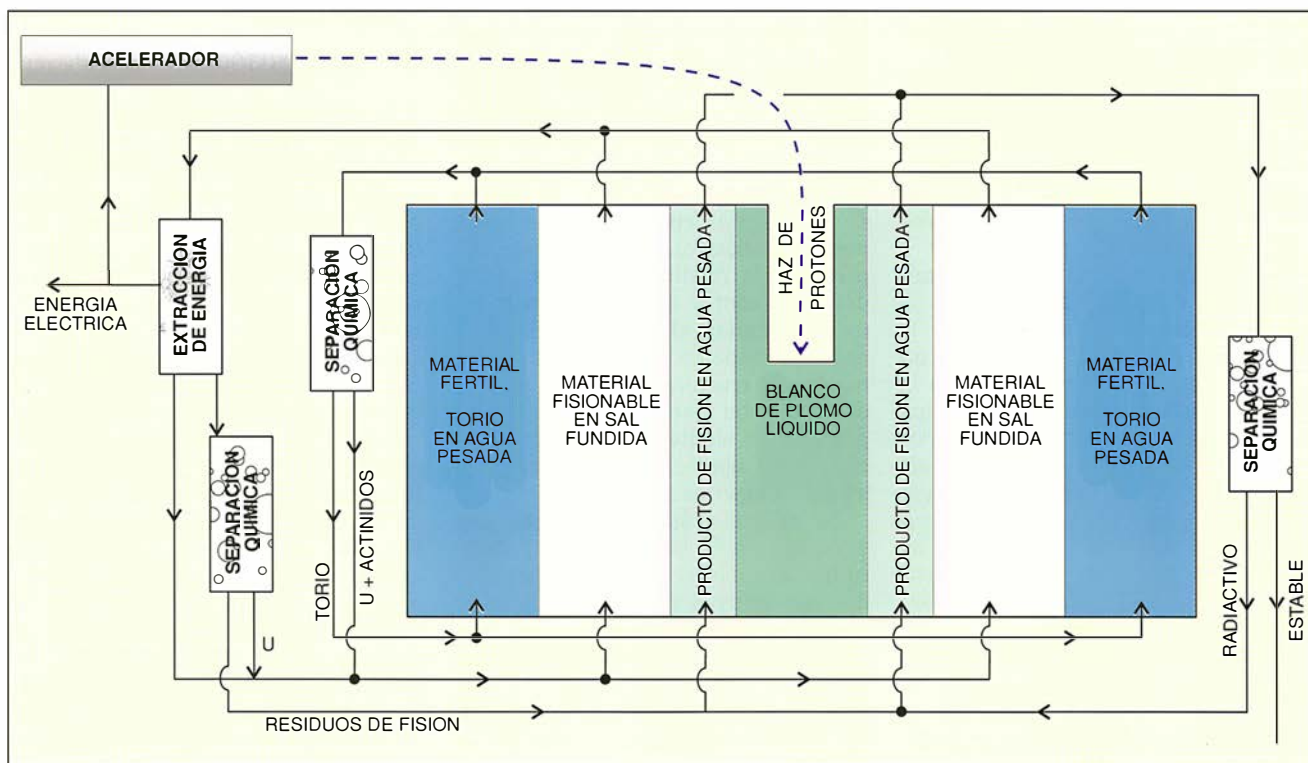 ACELERADOR
ENERGIA
ELECTRICA
EXTRACCION
DE ENERGIA
SEPARACION
QUIMICA
SEPARACION
QUIMICA
TORIO
U + ACTINIDOS
U
RESIDUOS DE FISION
MATERIAL
FERTIL.
TORIO
EN AGUA
PESADA
MATERIAL
FISIONABLE
EN SAL
FUNDIDA
PRODUCTO DE FISION EN AGUA PESADA
HAZ DE
PROTONES
BLANCO
DE PLOMO
LIQUIDO
PRODUCTO DE FISION EN AGUA PESADA
MATERIAL
FISIONABLE
EN SAL
FUNDIDA
MATERIAL
FERTIL.
TORIO
EN AGUA
PESADA
SEPARACION
QUIMICA
RADIACTIVO
ESTABLE